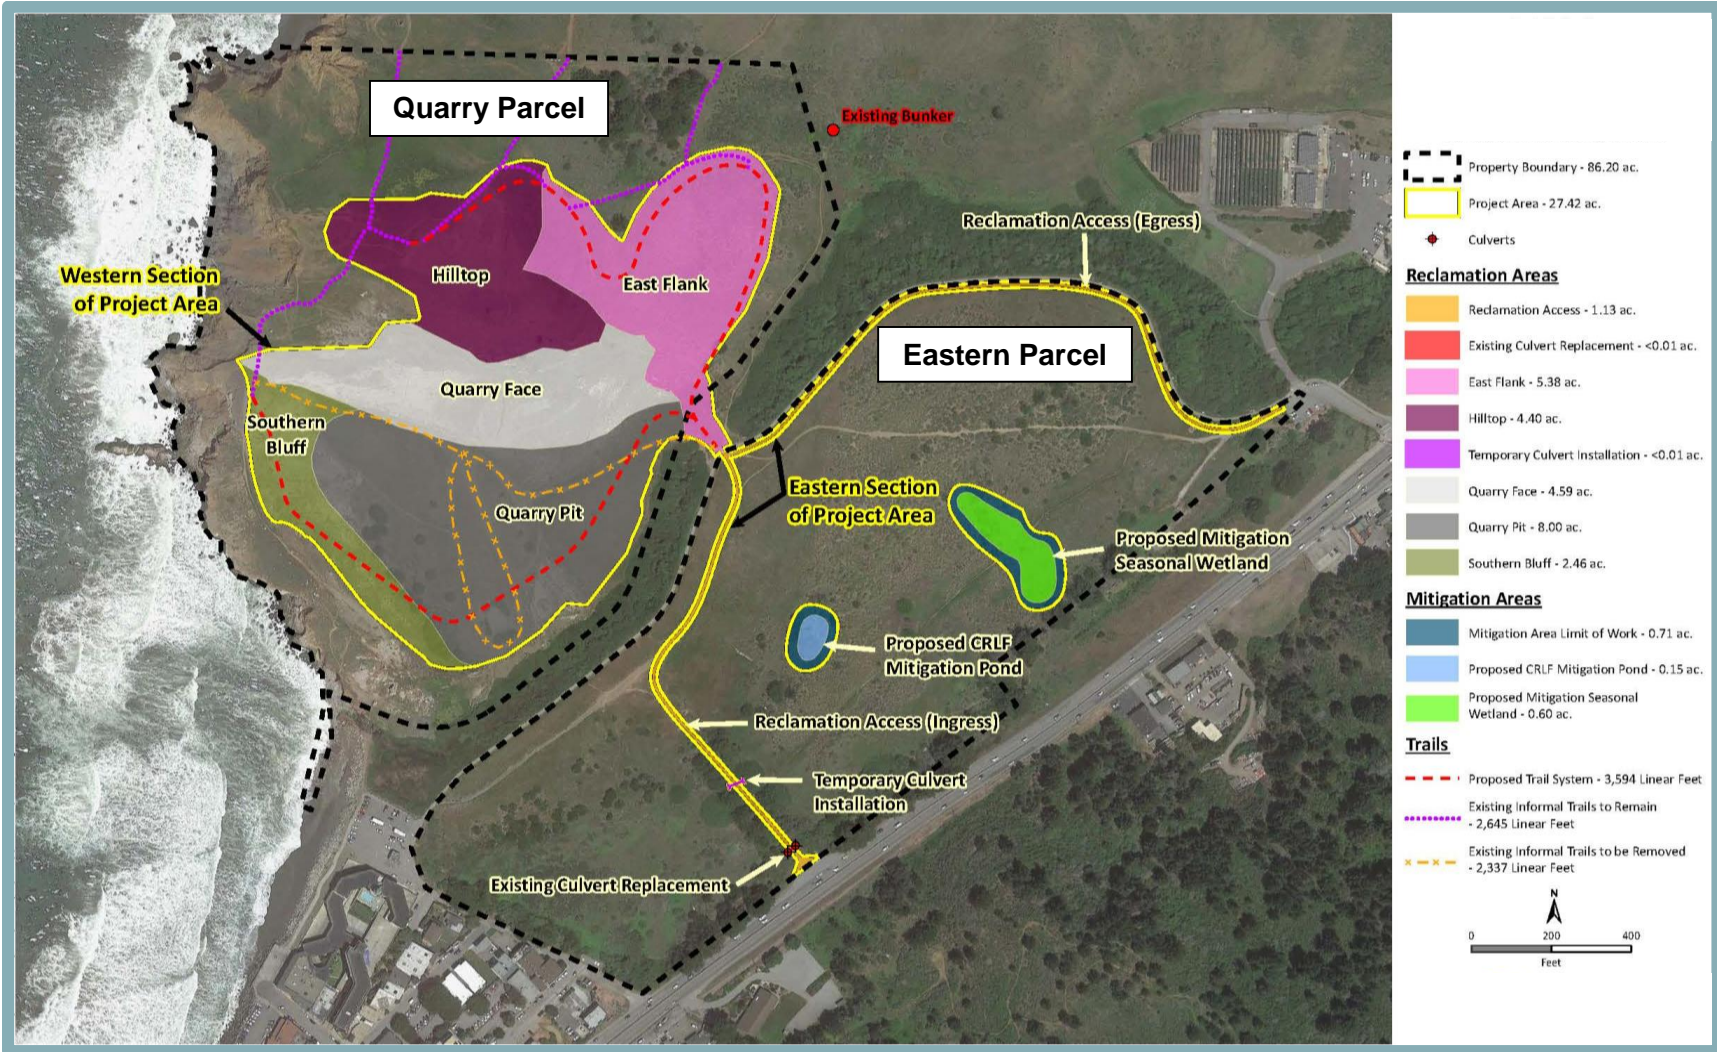 Quarry Parcel
Existing Bunker
Reclamation Access (Egress)
Western Section
of Project Area
Hilltop
East Flank
Eastern Parcel
Quarry Face
Southern
Bluff
Quarry Pit
Eastern Section
of Project Area
Proposed Mitigation
Seasonal Wetland
Proposed CRLF
Mitigation Pond
Reclamation Access (Ingress)
Temporary Culvert
Installation
Existing Culvert Replacement
Property Boundary - 86.20 ac.
Project Area - 27.42 ac.
Culverts
Reclamation Areas
Reclamation Access - 1.13 ac.
Existing Culvert Replacement - <0.01 ac.
East Flank - 5.38 ac.
Hilltop - 4.40 ac.
Temporary Culvert Installation - <0.01 ac.
Quarry Face - 4.59 ac.
Quarry Pit - 8.00 ac.
Southern Bluff - 2.46 ac.
Mitigation Areas
Mitigation Area Limit of Work - 0.71 ac.
Proposed CRLF Mitigation Pond - 0.15 ac.
Proposed Mitigation Seasonal
Wetland - 0.60 ac.
Trails
Proposed Trail System - 3,594 Linear Feet
Existing Informal Trails to Remain
- 2,645 Linear Feet
Existing Informal Trails to be Removed
- 2,337 Linear Feet
N
0 200 400
Feet